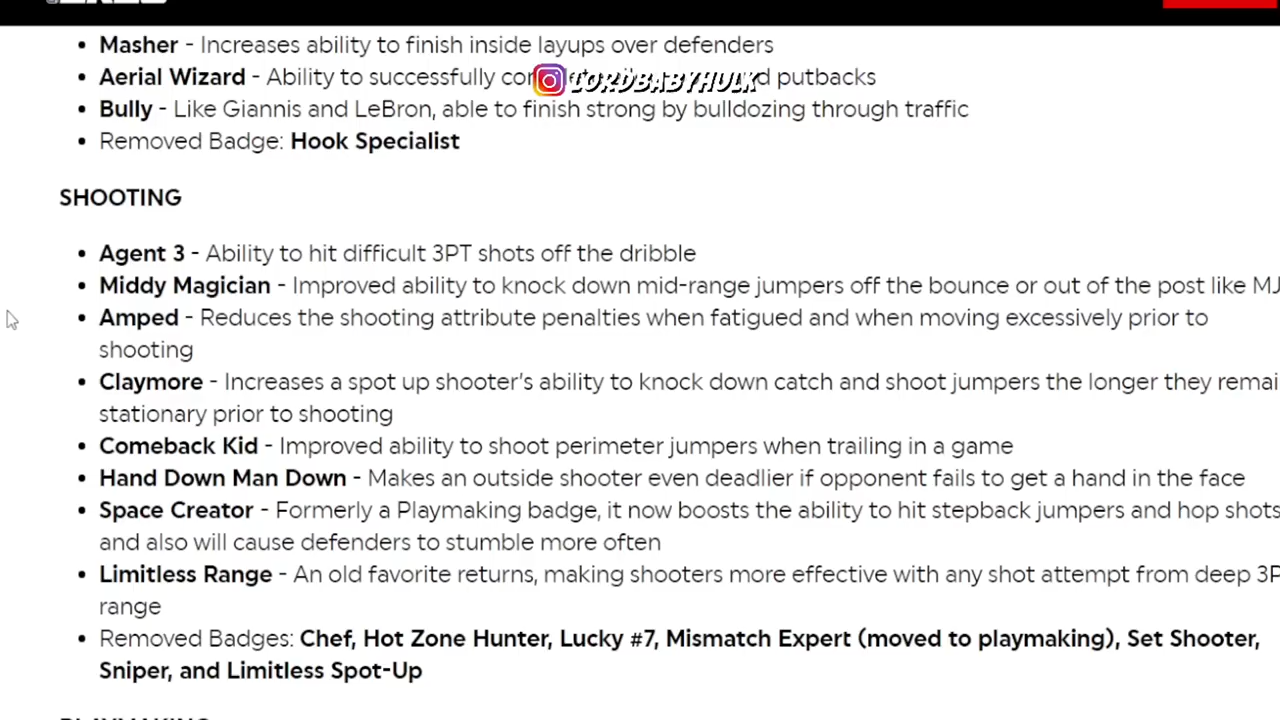 Masher - Increases ability to finish inside layups over defenders
Aerial Wizard - Ability to successfully LORDBABYHULK putbacks
Bully - Like Giannis and LeBron, able to finish strong by bulldozing through traffic
Removed Badge: Hook Specialist
SHOOTING
Agent 3 - Ability to hit difficult 3PT shots off the dribble
Middy Magician - Improved ability to knock down mid-range jumpers off the bounce or out of the post like MJ
Amped - Reduces the shooting attribute penalties when fatigued and when moving excessively prior to
shooting
Claymore - Increases a spot up shooter's ability to knock down catch and shoot jumpers the longer they remai
stationary prior to shooting
Comeback Kid - Improved ability to shoot perimeter jumpers when trailing in a game
Hand Down Man Down - Makes an outside shooter even deadlier if opponent fails to get a hand in the face
Space Creator - Formerly a Playmaking badge, it now boosts the ability to hit stepback jumpers and hop shots
and also will cause defenders to stumble more often
Limitless Range - An old favorite returns, making shooters more effective with any shot attempt from deep 3P
range
Removed Badges: Chef, Hot Zone Hunter, Lucky #7, Mismatch Expert (moved to playmaking), Set Shooter,
Sniper, and Limitless Spot-Up